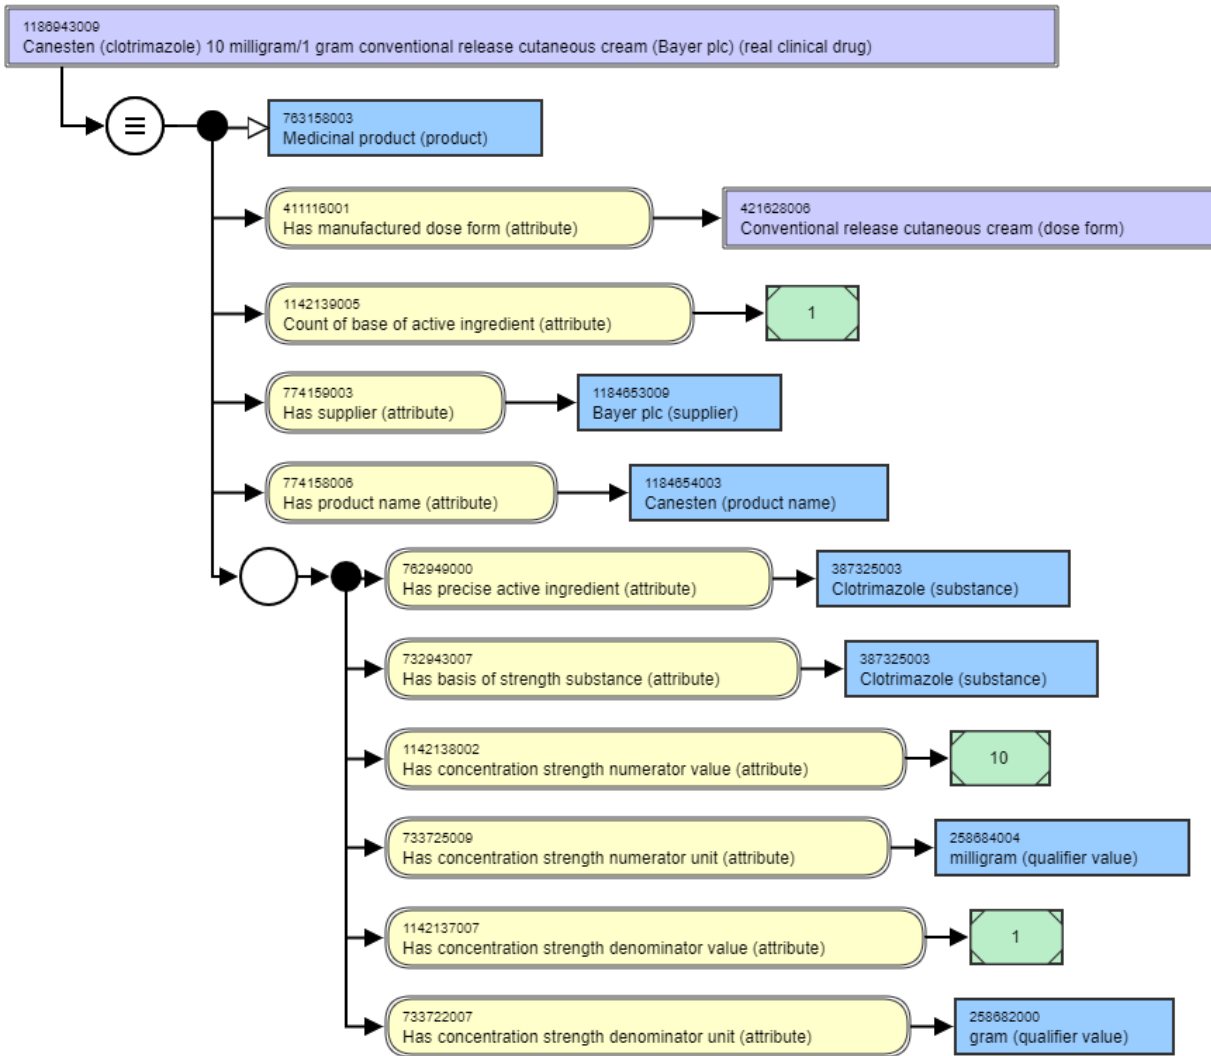 1186943009
Canesten (clotrimazole) 10 milligram/1 gram conventional release cutaneous cream (Bayer plc) (real clinical drug)
763158003
Medicinal product (product)
411116001
Has manufactured dose form (attribute)
421628006
Conventional release cutaneous cream (dose form)
1142139005
Count of base of active ingredient (attribute)
1
774159003
Has supplier (attribute)
1184653009
Bayer plc (supplier)
774158006
Has product name (attribute)
1184654003
Canesten (product name)
762949000
Has precise active ingredient (attribute)
387325003
Clotrimazole (substance)
732943007
Has basis of strength substance (attribute)
387325003
Clotrimazole (substance)
1142138002
Has concentration strength numerator value (attribute)
10
733725009
Has concentration strength numerator unit (attribute)
258684004
milligram (qualifier value)
1142137007
Has concentration strength denominator value (attribute)
1
733722007
Has concentration strength denominator unit (attribute)
258682000
gram (qualifier value)